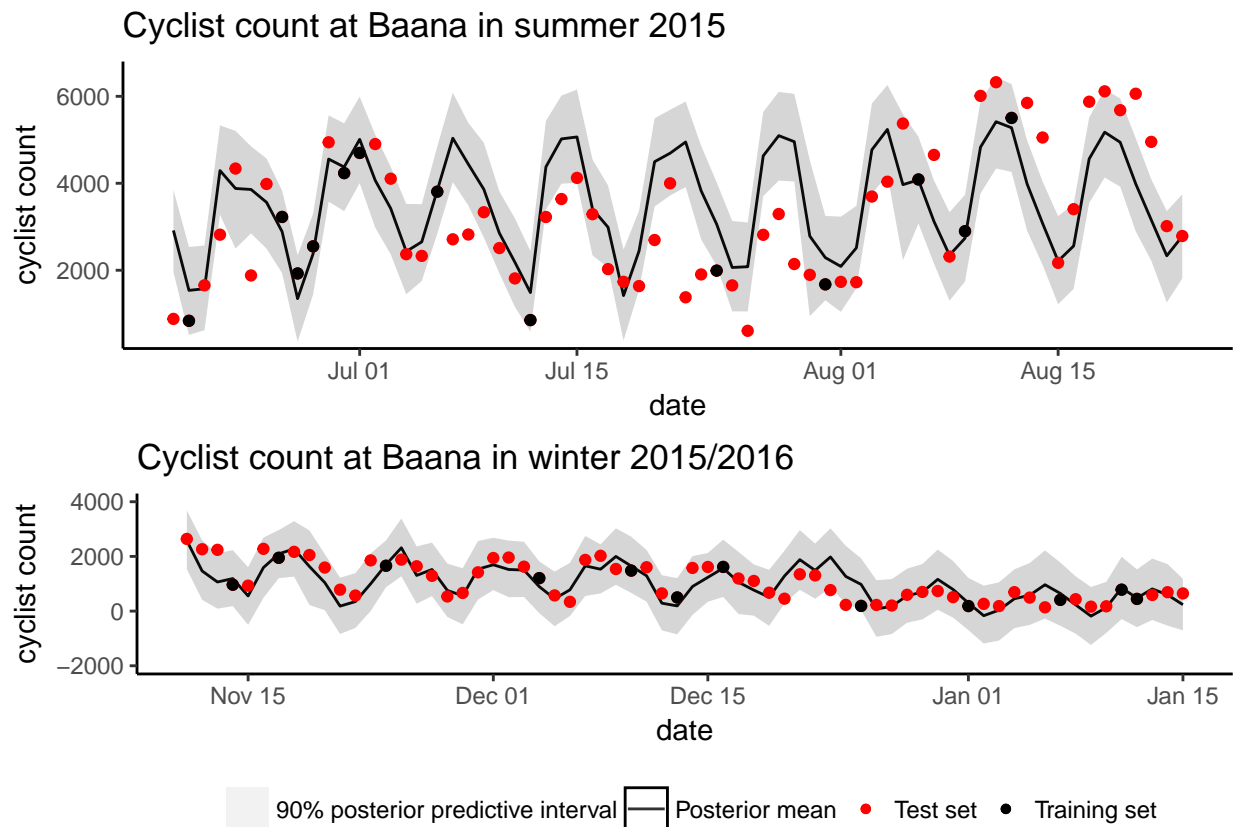 Cyclist count at Baana in summer 2015
6000
4000
2000
cyclist count
Jul 01 Jul 15 Aug 01 Aug 15
date
Cyclist count at Baana in winter 2015/2016
4000
2000
0
−2000
cyclist count
Nov 15 Dec 01 Dec 15 Jan 01 Jan 15
date
90% posterior predictive interval Posterior mean Test set Training set